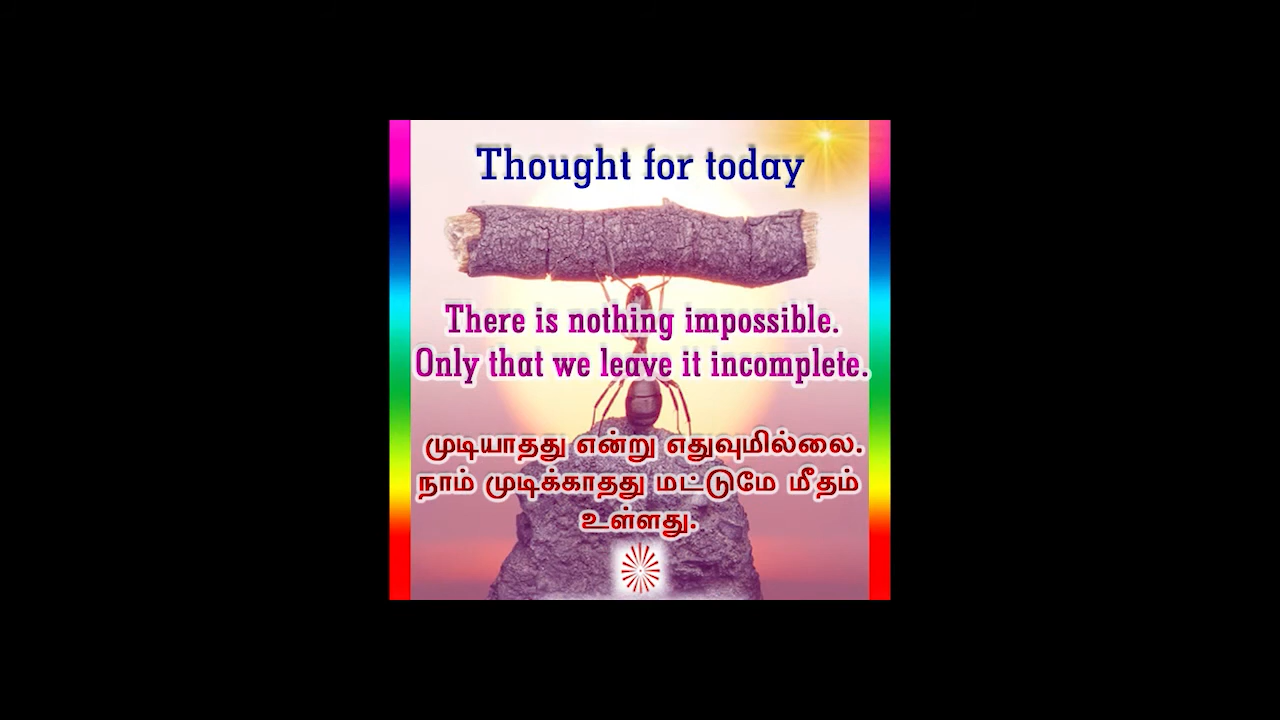 Thought for today
There is nothing impossible.
Only that we leave it incomplete.
முடியாதது என்று எதுவுமில்லை.
நாம் முடிக்காதது மட்டுமே மீதம்
உள்ளது.